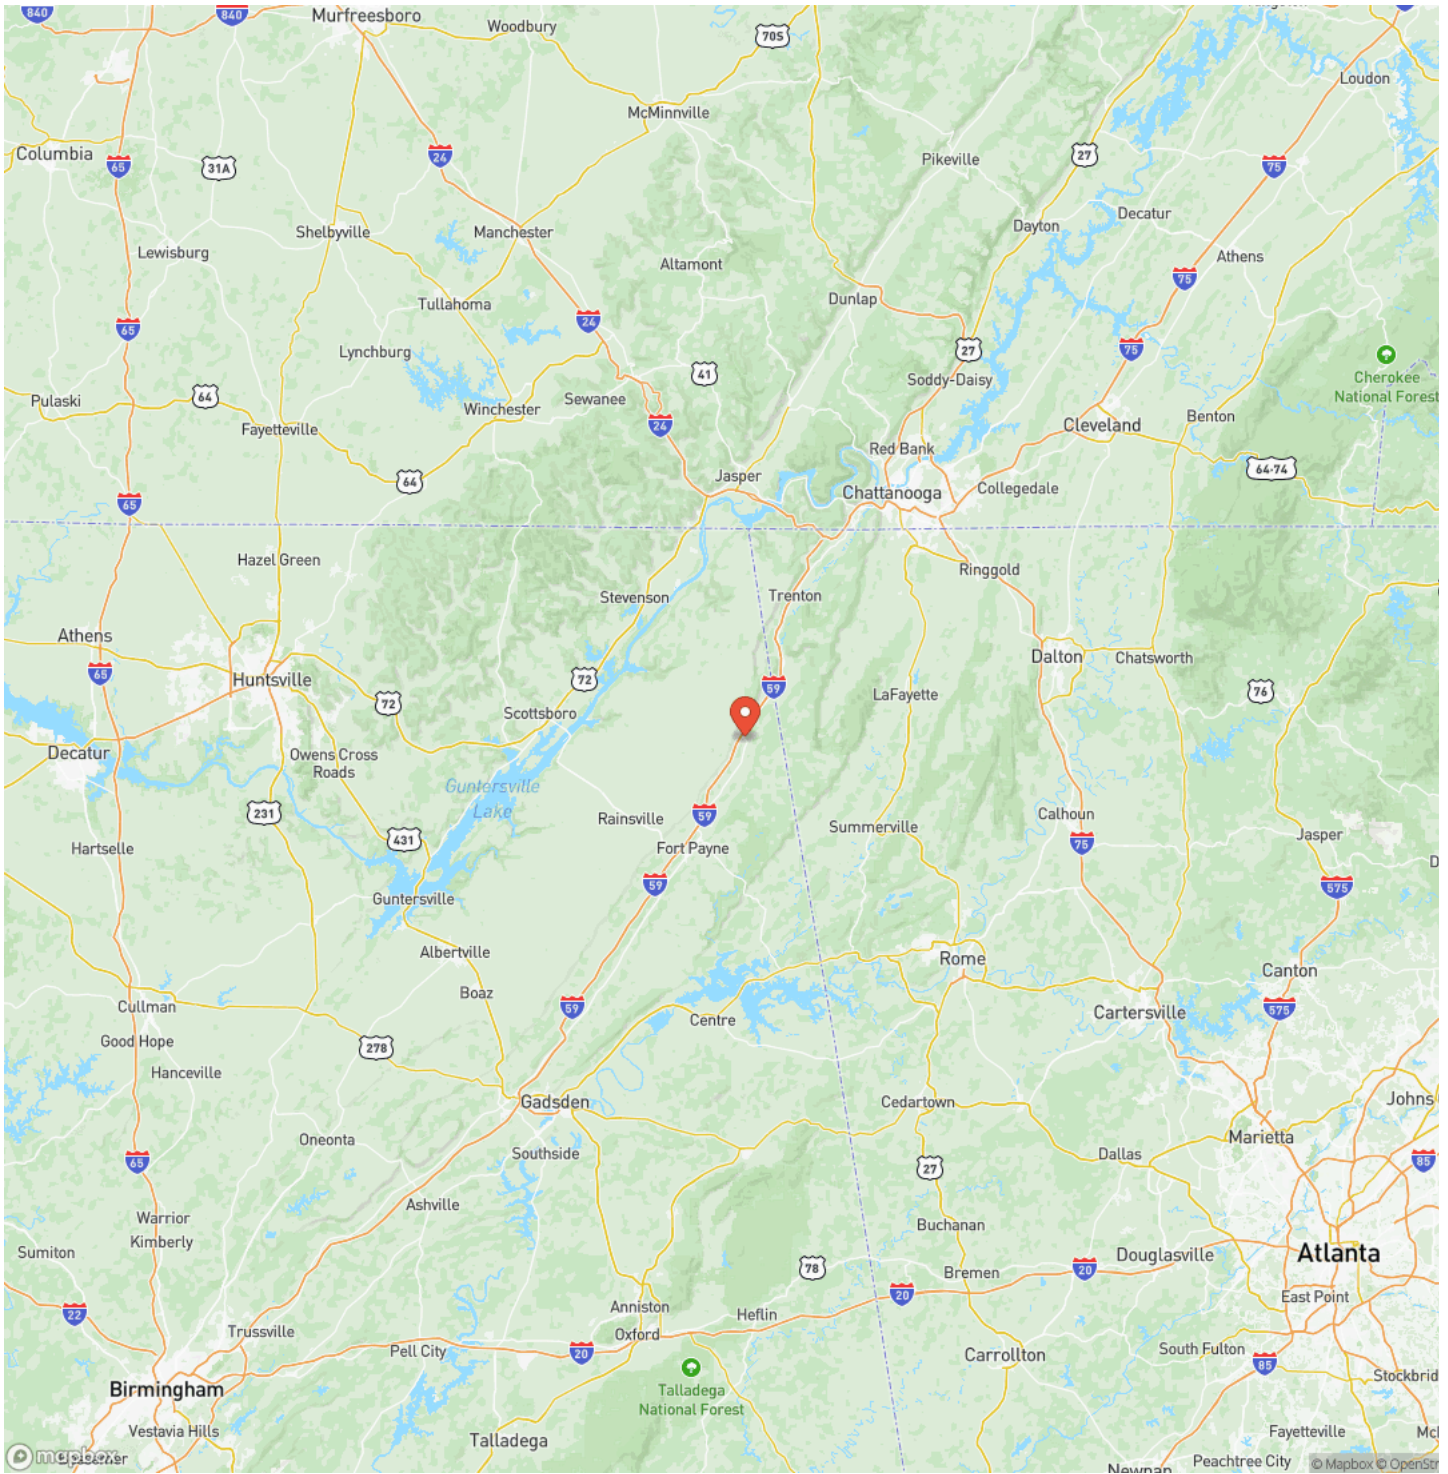 840
840
Murfreesboro
Woodbury
70S
Loudon
McMinnville
Columbia
65
31A
24
Pikeville
27
75
Decatur
Dayton
Shelbyville
Manchester
Lewisburg
Altamont
Athens
75
Tullahoma
Dunlap
65
24
Lynchburg
27
75
41
Soddy-Daisy
Cherokee
National Forest
Pulaski
64
Winchester
Sewanee
Fayetteville
24
Red Bank
Cleveland
Benton
64
Jasper
Chattanooga
Collegedale
64-74
65
Hazel Green
Ringgold
Stevenson
Trenton
Athens
65
Huntsville
72
72
Dalton
Chatsworth
59
LaFayette
76
Scottsboro
Decatur
Owens Cross
Roads
Guntersville
Lake
231
431
Rainsville
59
Summerville
Calhoun
75
Jasper
Hartselle
Fort Payne
D
59
575
Guntersville
Albertville
Rome
Canton
Boaz
Cullman
59
Centre
Cartersville
575
Good Hope
278
Hanceville
Gadsden
Cedartown
Johns
Oneonta
Southside
Marietta
65
27
Dallas
85
Ashville
Warrior
Kimberly
Sumiton
Buchanan
Douglasville
Atlanta
78
Bremen
20
20
East Point
22
Anniston
Heflin
Trussville
Oxford
Pell City
20
Carrollton
South Fulton
85
Birmingham
Talladega
National Forest
Stockbrid
Vestavia Hills
Talladega
Fayetteville
McI
mapbox
Peachtree City
Newnan
© Mapbox © OpenStr